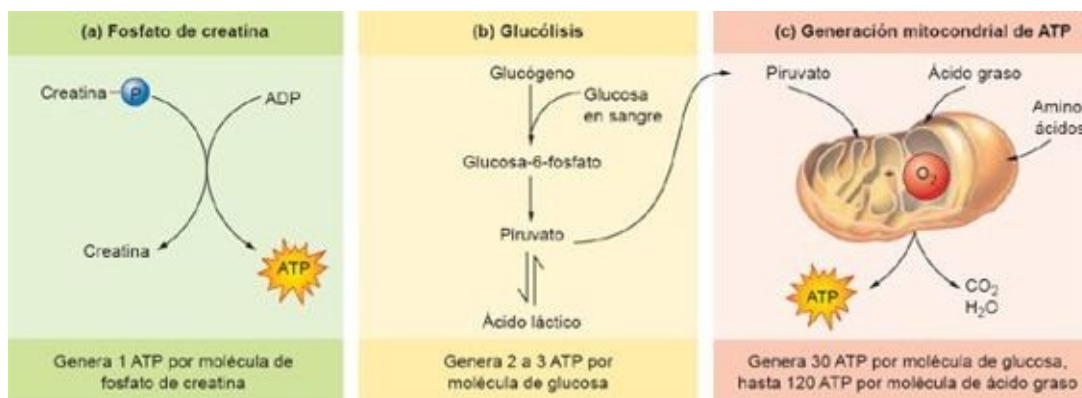 (a) Fosfato de creatina
Creatina
P
ADP
Creatina
ATP
Genera 1 ATP por molécula de
fosfato de creatina
(b) Glucólisis
Glucógeno
Glucosa
en sangre
Glucosa-6-fosfato
Piruvato
Ácido láctico
Genera 2 a 3 ATP por
molécula de glucosa
(c) Generación mitocondrial de ATP
Piruvato
Ácido graso
Amino
ácidos
O2
ATP
CO2
H2O
Genera 30 ATP por molécula de glucosa,
hasta 120 ATP por molécula de ácido graso